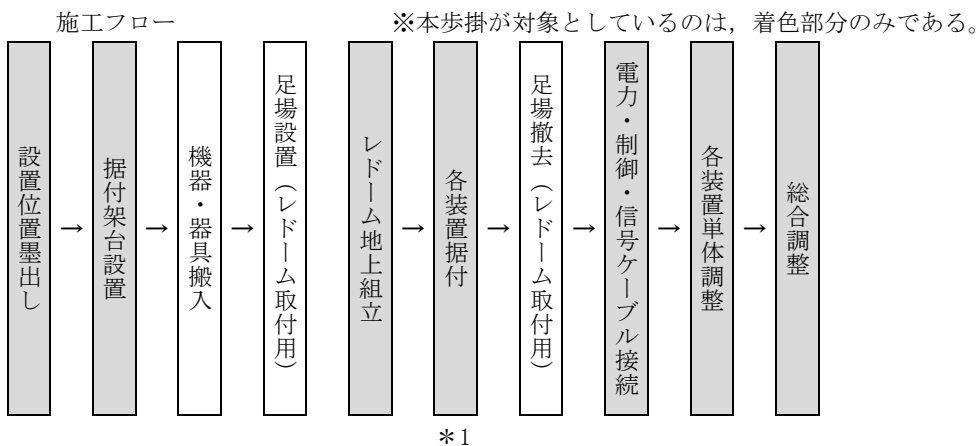 施工フロー
※本歩掛が対象としているのは，着色部分のみである。
設置位置墨出し
→
据付架台設置
→
機器・器具搬入
→
足場設置（レドーム取付用）
レドーム地上組立
→
各装置据付
→
足場撤去（レドーム取付用）
→
電力・制御・信号ケーブル接続
→
各装置単体調整
→
総合調整
＊1